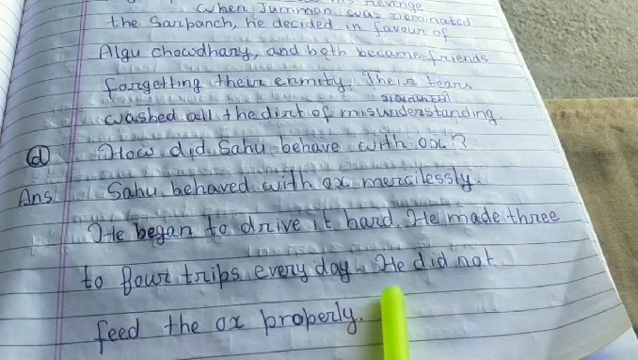 his revenge
When Jumman was nominated
the Sarpanch, he decided in favour of
Algu Chowdhary, and both became friends
forgetting their enmity. Their tears
washed all the dirt of misunderstanding.
(d) How did Sahu behave with ox?
Ans Sahu behaved with ox mercilessly.
He began to drive it hard. He made three
to four trips every day. He did not
feed the ox properly.